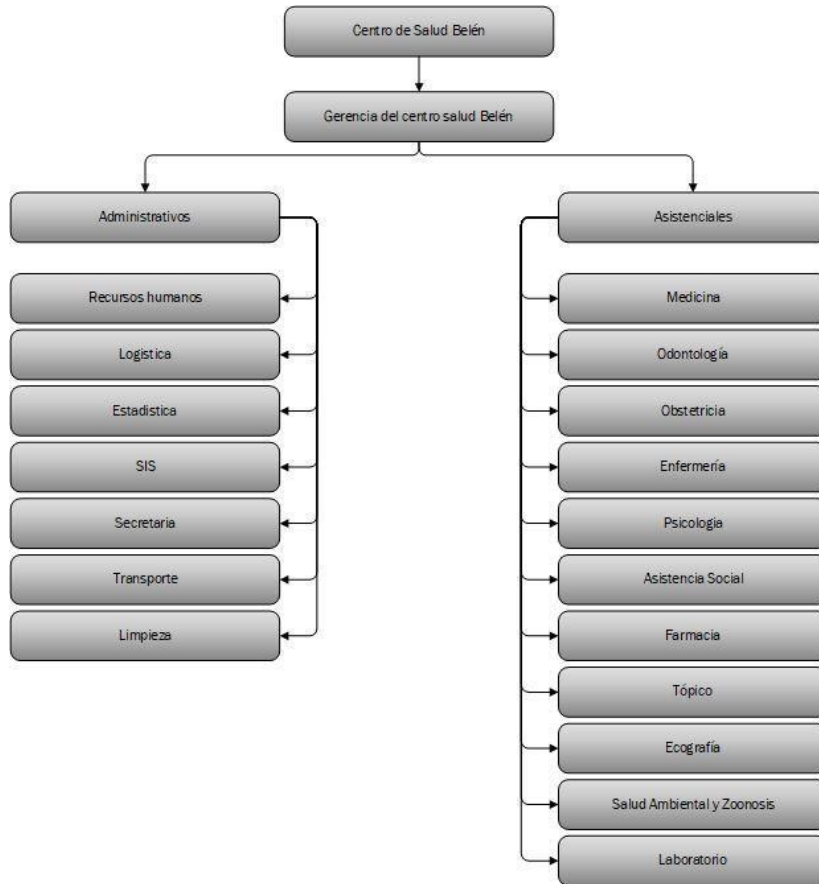 Centro de Salud Belén
Gerencia del centro salud Belén
Administrativos
Recursos humanos
Logistica
Estadistica
SIS
Secretaria
Transporte
Limpieza
Asistenciales
Medicina
Odontología
Obstetricia
Enfermería
Psicologia
Asistencia Social
Farmacia
Tópico
Ecografía
Salud Ambiental y Zoonosis
Laboratorio